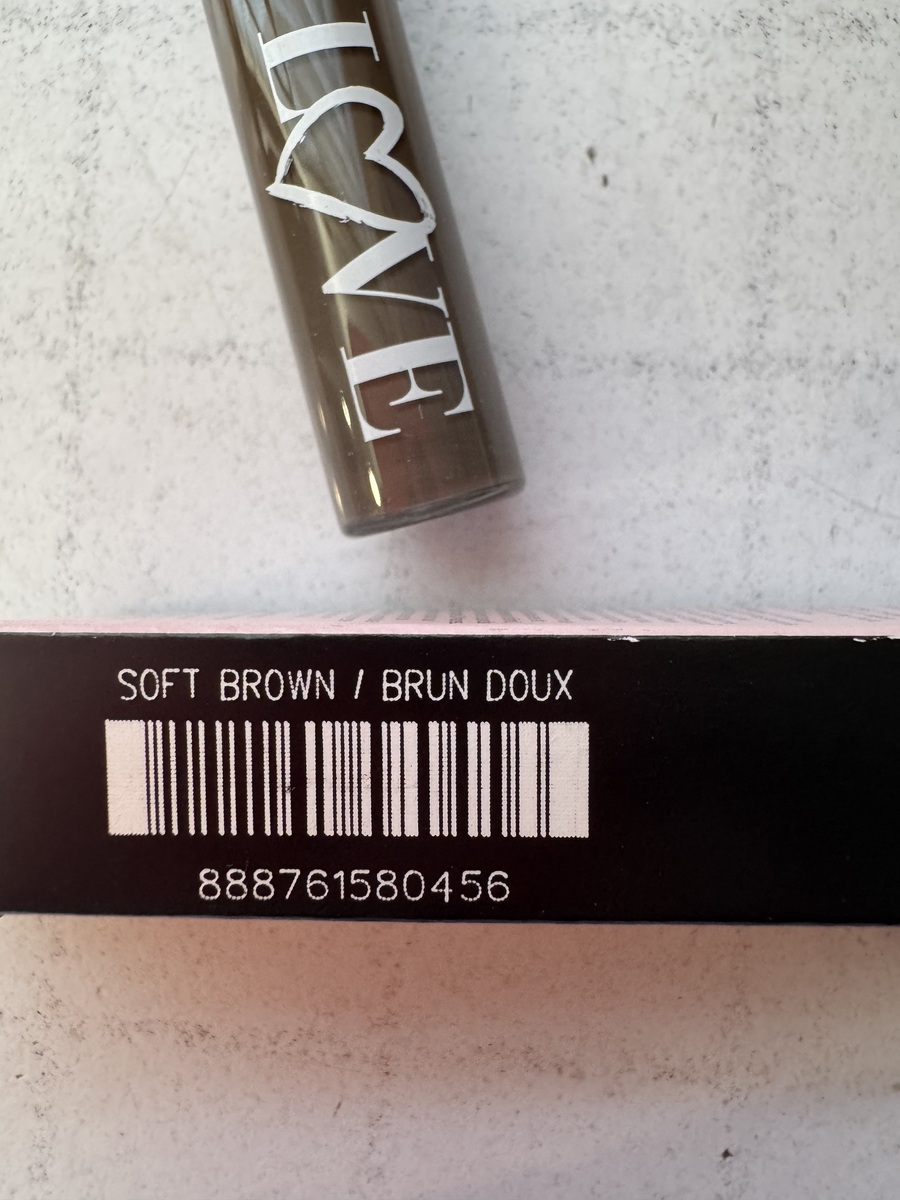 LOVE
SOFT BROWN / BRUN DOUX
888761580456